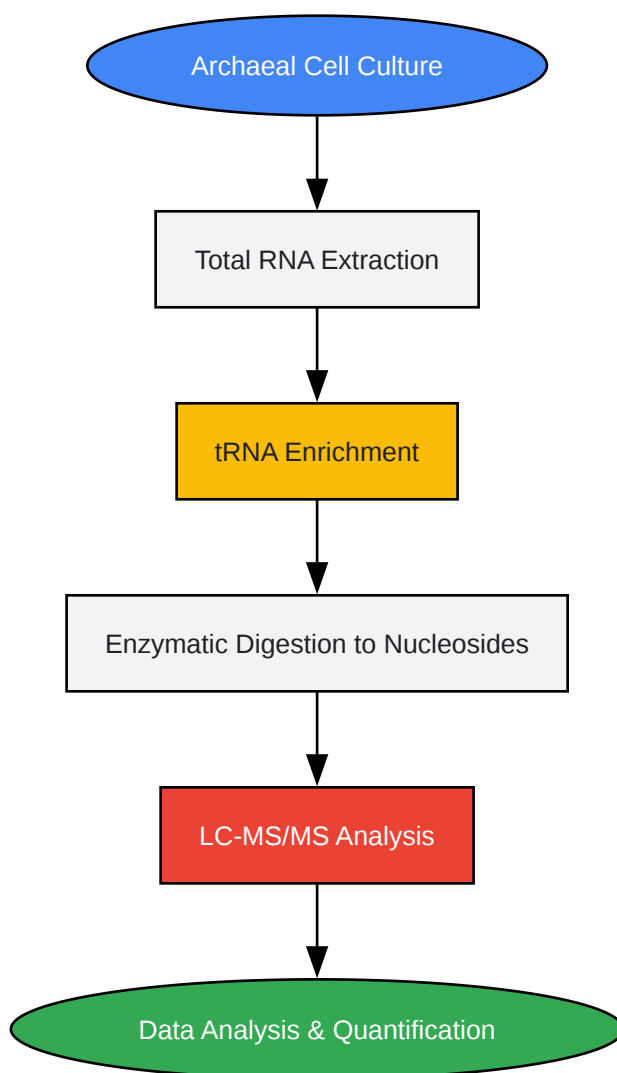 Archaeal Cell Culture
Total RNA Extraction
tRNA Enrichment
Enzymatic Digestion to Nucleosides
LC-MS/MS Analysis
Data Analysis & Quantification